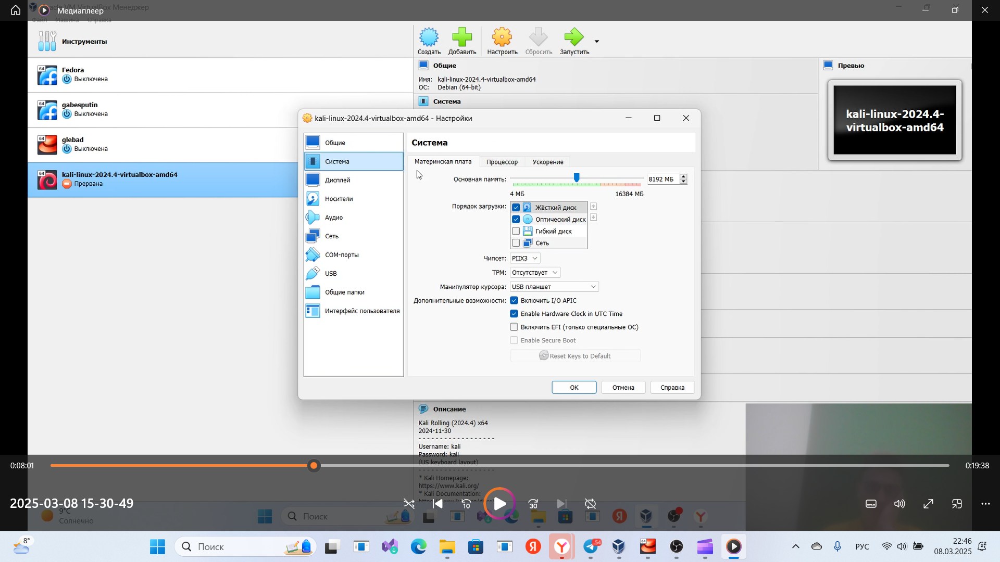 Oracle VM VirtualBox Менеджер
Медиаплеер
Файл Машина Справка
Инструменты
Создать Добавить Настроить Сбросить Запустить
64 Fedora
Выключена
64 gabesputin
Выключена
64 glebad
Выключена
64 kali-linux-2024.4-virtualbox-amd64
Прервана
Общие
Имя: kali-linux-2024.4-virtualbox-amd64
ОС: Debian (64-bit)
Система
Превью
kali-linux-2024.4-
virtualbox-amd64
kali-linux-2024.4-virtualbox-amd64 - Настройки
Общие
Система
Дисплей
Носители
Аудио
Сеть
COM-порты
USB
Общие папки
Интерфейс пользователя
Система
Материнская плата Процессор Ускорение
Основная память: 8192 МБ
4 МБ 16384 МБ
Порядок загрузки: Жёсткий диск
Оптический диск
Гибкий диск
Сеть
Чипсет: PIIX3
TPM: Отсутствует
Манипулятор курсора: USB планшет
Дополнительные возможности: Включить I/O APIC
Enable Hardware Clock in UTC Time
Включить EFI (только специальные ОС)
Enable Secure Boot
Reset Keys to Default
OK Отмена Справка
Описание
Kali Rolling (2024.4) x64
2024-11-30
- - - - - - - - - - - - - - - - - -
Username: kali
Password: kali
(US keyboard layout)
- - - - - - - - - - - - - - - - - -
* Kali Homepage:
https://www.kali.org/
* Kali Documentation:
0:08:01 0:19:38
2025-03-08 15-30-49
10 30
9°C
Солнечно
Поиск
8°
Поиск
54
64
РУС
22:46
08.03.2025